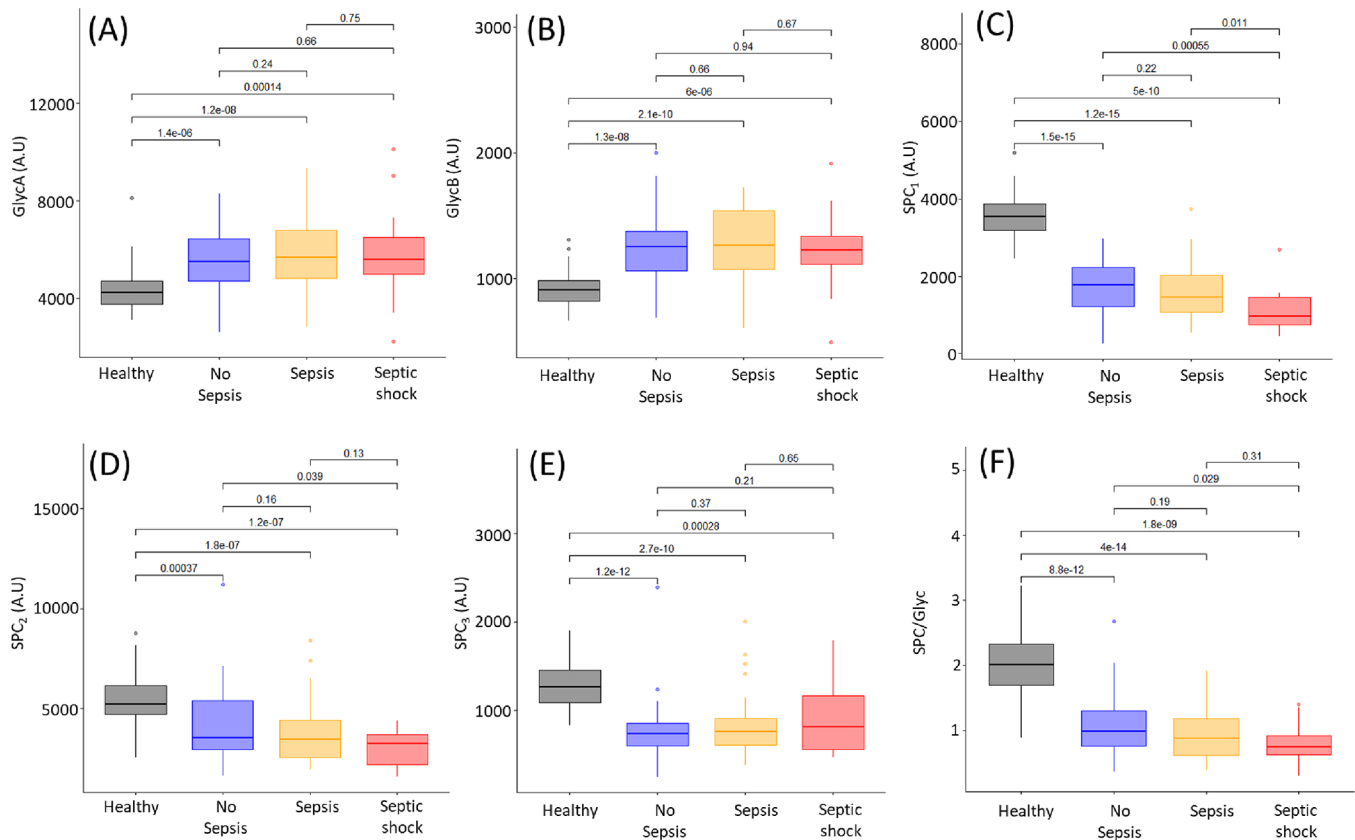 (A)
0.75
0.66
0.24
0.00014
1.2e-08
1.4e-06
12000
8000
4000
GlycA (A.U)
Healthy
No
Sepsis
Sepsis
Septic
shock
(B)
3000
0.67
0.94
0.66
6e-06
2.1e-10
1.3e-08
2000
1000
GlycB (A.U)
Healthy
No
Sepsis
Sepsis
Septic
shock
(C)
8000
0.011
0.00055
0.22
5e-10
1.2e-15
1.5e-15
6000
4000
2000
0
SPC1 (A.U)
Healthy
No
Sepsis
Sepsis
Septic
shock
(D)
0.13
0.039
0.16
1.2e-07
1.8e-07
0.00037
15000
10000
5000
SPC2 (A.U)
Healthy
No
Sepsis
Sepsis
Septic
shock
(E)
0.65
0.21
0.37
0.00028
2.7e-10
1.2e-12
3000
2000
1000
SPC3 (A.U)
Healthy
No
Sepsis
Sepsis
Septic
shock
(F)
0.31
0.029
0.19
1.8e-09
4e-14
8.8e-12
5
4
3
2
1
SPC/Glyc
Healthy
No
Sepsis
Sepsis
Septic
shock